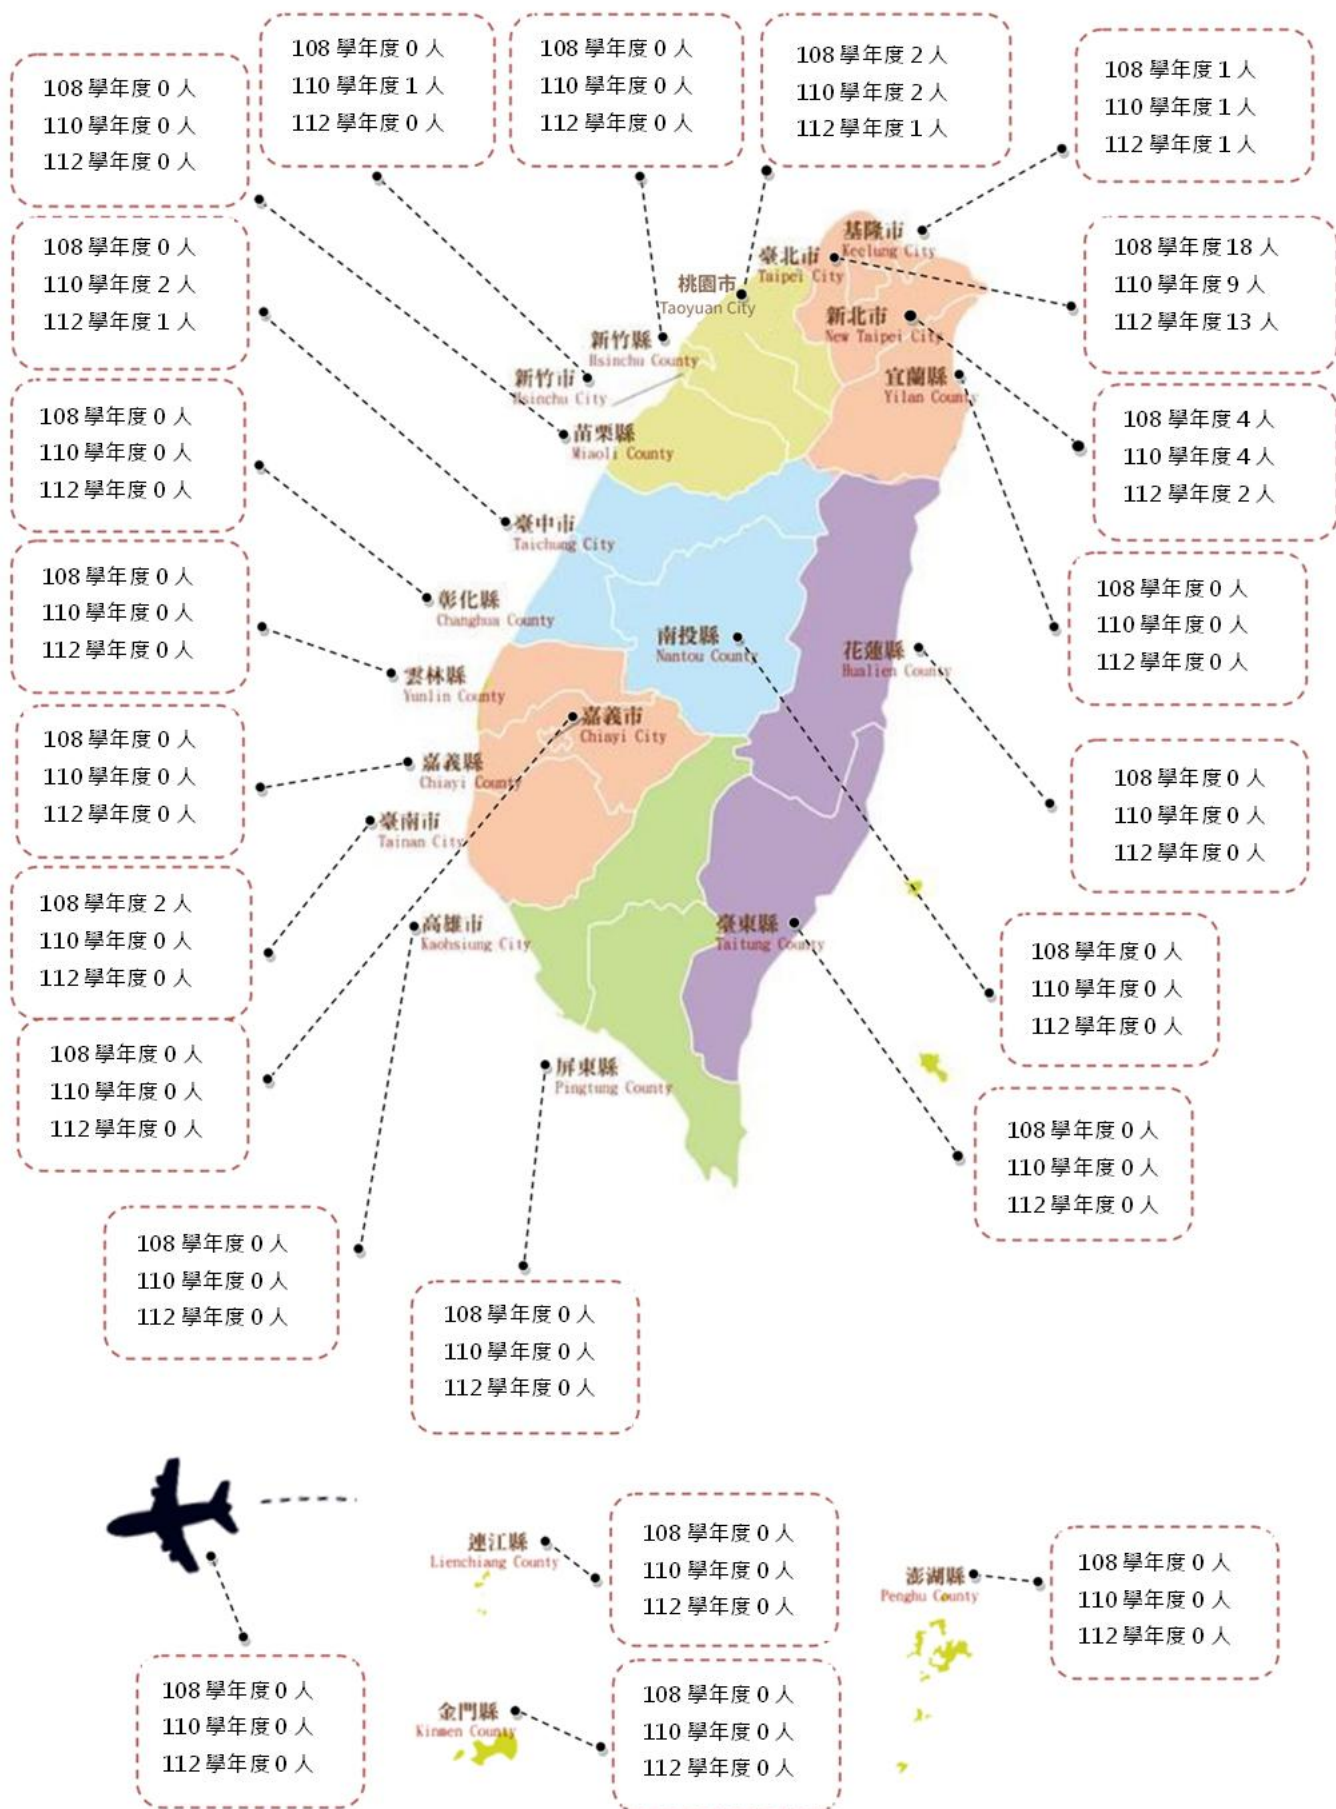 108 學年度 0 人
110 學年度 0 人
112 學年度 0 人
108 學年度 0 人
110 學年度 1 人
112 學年度 0 人
108 學年度 0 人
110 學年度 0 人
112 學年度 0 人
108 學年度 2 人
110 學年度 2 人
112 學年度 1 人
108 學年度 1 人
110 學年度 1 人
112 學年度 1 人
108 學年度 0 人
110 學年度 2 人
112 學年度 1 人
108 學年度 18 人
110 學年度 9 人
112 學年度 13 人
基隆市
Keelung City
臺北市
Taipei City
桃園市
Taoyuan City
新北市
New Taipei City
新竹縣
Hsinchu County
新竹市
Hsinchu City
宜蘭縣
Yilan County
苗栗縣
Miaoli County
108 學年度 0 人
110 學年度 0 人
112 學年度 0 人
108 學年度 4 人
110 學年度 4 人
112 學年度 2 人
臺中市
Taichung City
108 學年度 0 人
110 學年度 0 人
112 學年度 0 人
彰化縣
Changhua County
南投縣
Nantou County
花蓮縣
Hualien County
108 學年度 0 人
110 學年度 0 人
112 學年度 0 人
雲林縣
Yunlin County
嘉義市
Chiayi City
108 學年度 0 人
110 學年度 0 人
112 學年度 0 人
嘉義縣
Chiayi County
臺南市
Tainan City
108 學年度 0 人
110 學年度 0 人
112 學年度 0 人
108 學年度 2 人
110 學年度 0 人
112 學年度 0 人
高雄市
Kaohsiung City
臺東縣
Taitung County
108 學年度 0 人
110 學年度 0 人
112 學年度 0 人
108 學年度 0 人
110 學年度 0 人
112 學年度 0 人
屏東縣
Pingtung County
108 學年度 0 人
110 學年度 0 人
112 學年度 0 人
108 學年度 0 人
110 學年度 0 人
112 學年度 0 人
108 學年度 0 人
110 學年度 0 人
112 學年度 0 人
連江縣
Lienchiang County
108 學年度 0 人
110 學年度 0 人
112 學年度 0 人
澎湖縣
Penghu County
108 學年度 0 人
110 學年度 0 人
112 學年度 0 人
108 學年度 0 人
110 學年度 0 人
112 學年度 0 人
金門縣
Kinmen County
108 學年度 0 人
110 學年度 0 人
112 學年度 0 人